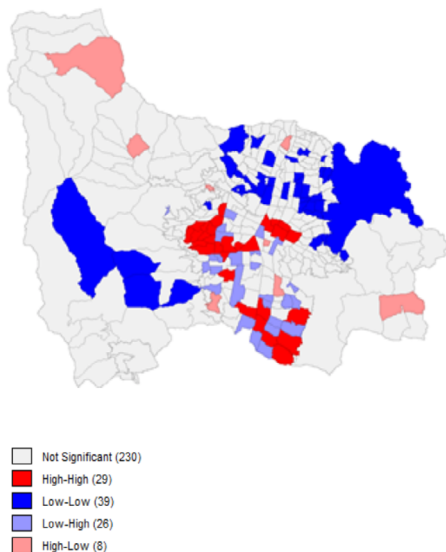 Not Significant (230)
High-High (29)
Low-Low (39)
Low-High (26)
High-Low (8)